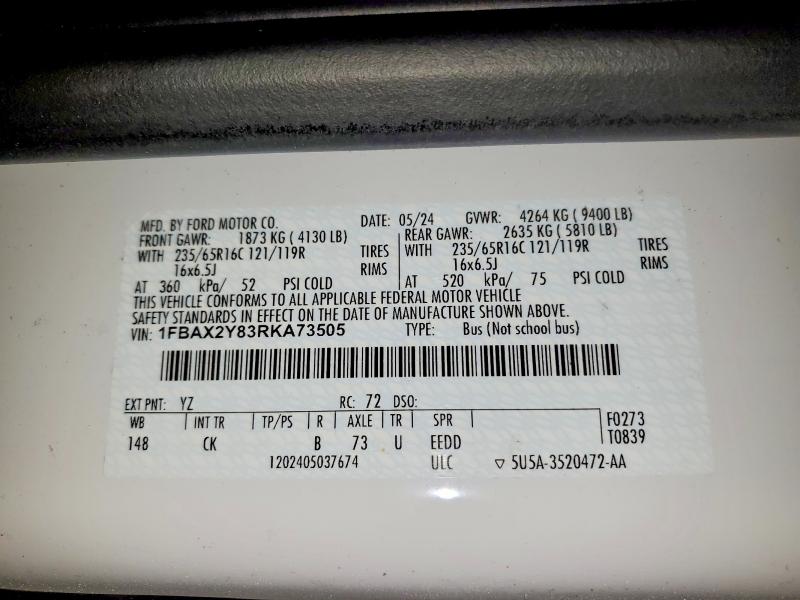 MFD. BY FORD MOTOR CO. DATE: 05/24 GVWR: 4264 KG ( 9400 LB)
FRONT GAWR: 1873 KG ( 4130 LB) REAR GAWR: 2635 KG ( 5810 LB)
WITH 235/65R16C 121/119R TIRES WITH 235/65R16C 121/119R TIRES
16x6.5J RIMS 16x6.5J RIMS
AT 360 kPa/ 52 PSI COLD AT 520 kPa/ 75 PSI COLD
THIS VEHICLE CONFORMS TO ALL APPLICABLE FEDERAL MOTOR VEHICLE
SAFETY STANDARDS IN EFFECT ON THE DATE OF MANUFACTURE SHOWN ABOVE.
VIN: 1FBAX2Y83RKA73505 TYPE: Bus (Not school bus)
EXT PNT: YZ RC: 72 DSO:
WB INT TR TP/PS R AXLE TR SPR F0273
148 CK B 73 U EEDD T0839
1202405037674 ULC ▽ 5U5A-3520472-AA